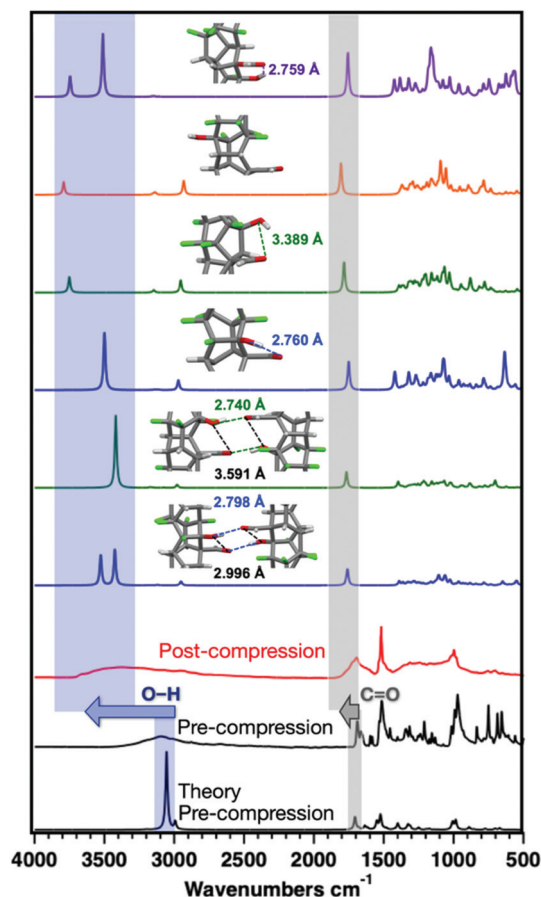 2.759 Å
3.389 Å
2.760 Å
2.740 Å
3.591 Å
2.798 Å
2.996 Å
Post-compression
O–H
C=O
Pre-compression
Theory
Pre-compression
4000 3500 3000 2500 2000 1500 1000 500
Wavenumbers cm-1